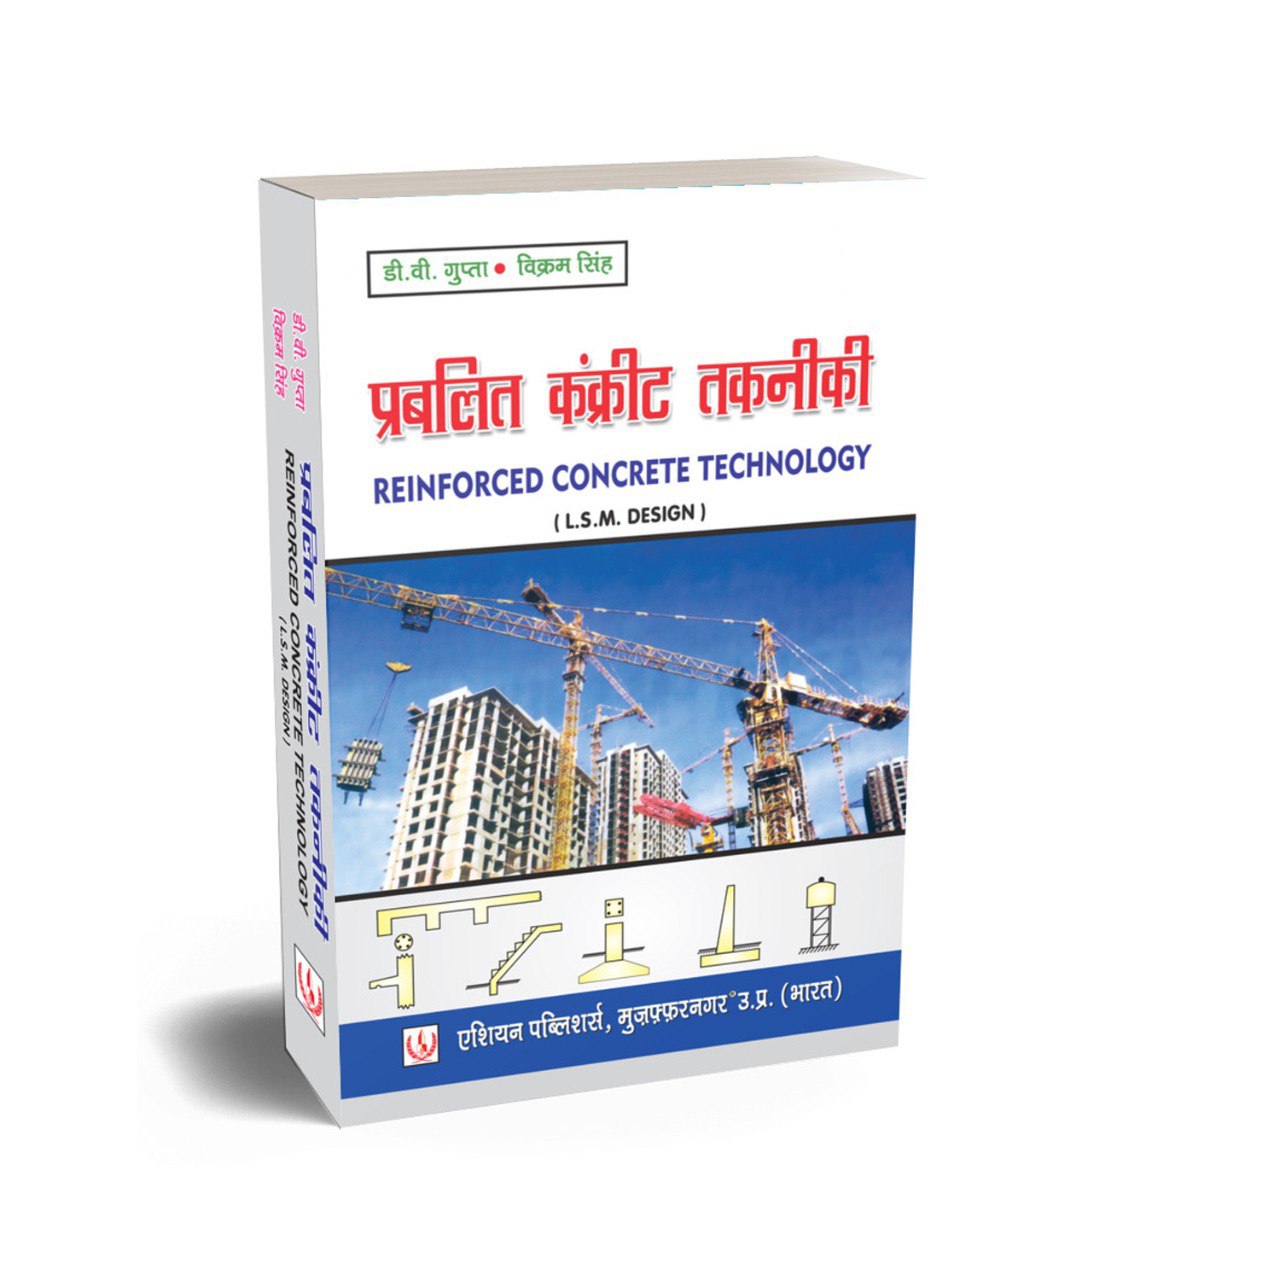 डी.वी. गुप्ता • विक्रम सिंह
प्रबलित कंक्रीट तकनीकी
REINFORCED CONCRETE TECHNOLOGY
( L.S.M. DESIGN )
एशियन पब्लिशर्स, मुज़फ़्फ़रनगर उ.प्र. (भारत)
डी.वी. गुप्ता
विक्रम सिंह
प्रबलित कंक्रीट तकनीकी
REINFORCED CONCRETE TECHNOLOGY
( L.S.M. DESIGN )